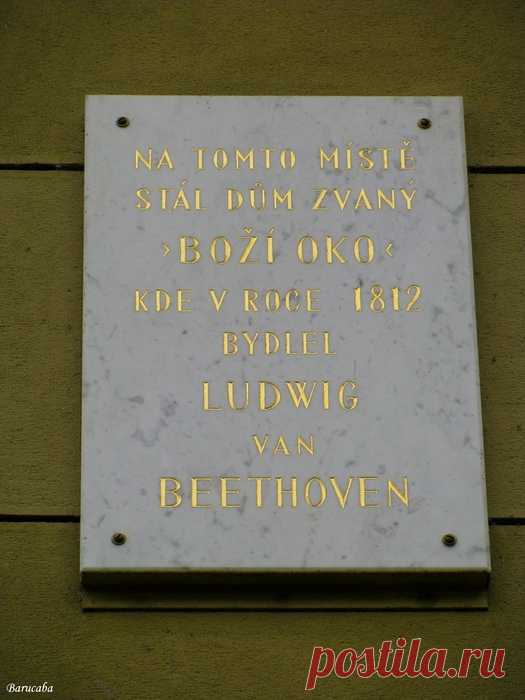 NA TOMTO MÍSTĚ
STÁL DŮM ZVANÝ
›BOŽÍ OKO‹
KDE V ROCE 1812
BYDLEL
LUDWIG
VAN
BEETHOVEN
Barucaba
postila.ru